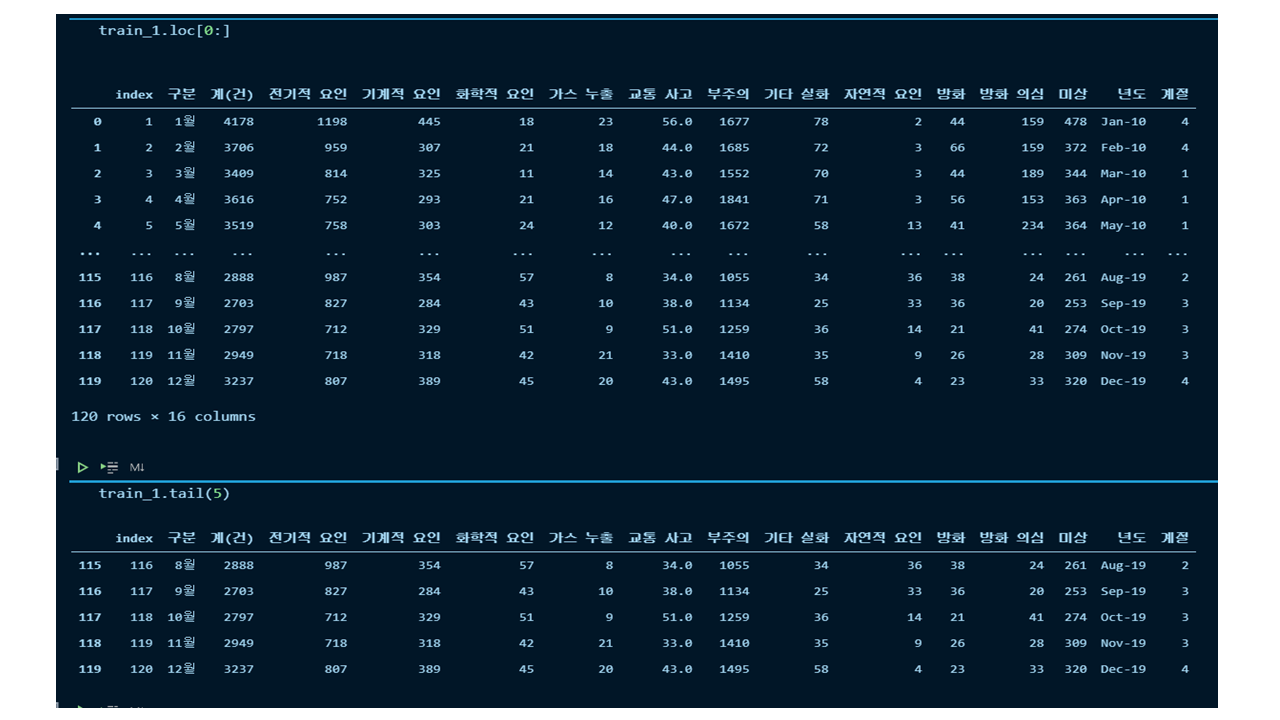 train_1.loc[0:]
index 구분 계(건) 전기적 요인 기계적 요인 화학적 요인 가스 누출 교통 사고 부주의 기타 실화 자연적 요인 방화 방화 의심 미상 년도 계절
0 1 1월 4178 1198 445 18 23 56.0 1677 78 2 44 159 478 Jan-10 4
1 2 2월 3706 959 307 21 18 44.0 1685 72 3 66 159 372 Feb-10 4
2 3 3월 3409 814 325 11 14 43.0 1552 70 3 44 189 344 Mar-10 1
3 4 4월 3616 752 293 21 16 47.0 1841 71 3 56 153 363 Apr-10 1
4 5 5월 3519 758 303 24 12 40.0 1672 58 13 41 234 364 May-10 1
... ... ... ... ... ... ... ... ... ... ... ... ... ... ... ... ...
115 116 8월 2888 987 354 57 8 34.0 1055 34 36 38 24 261 Aug-19 2
116 117 9월 2703 827 284 43 10 38.0 1134 25 33 36 20 253 Sep-19 3
117 118 10월 2797 712 329 51 9 51.0 1259 36 14 21 41 274 Oct-19 3
118 119 11월 2949 718 318 42 21 33.0 1410 35 9 26 28 309 Nov-19 3
119 120 12월 3237 807 389 45 20 43.0 1495 58 4 23 33 320 Dec-19 4
120 rows × 16 columns
M↓
train_1.tail(5)
index 구분 계(건) 전기적 요인 기계적 요인 화학적 요인 가스 누출 교통 사고 부주의 기타 실화 자연적 요인 방화 방화 의심 미상 년도 계절
115 116 8월 2888 987 354 57 8 34.0 1055 34 36 38 24 261 Aug-19 2
116 117 9월 2703 827 284 43 10 38.0 1134 25 33 36 20 253 Sep-19 3
117 118 10월 2797 712 329 51 9 51.0 1259 36 14 21 41 274 Oct-19 3
118 119 11월 2949 718 318 42 21 33.0 1410 35 9 26 28 309 Nov-19 3
119 120 12월 3237 807 389 45 20 43.0 1495 58 4 23 33 320 Dec-19 4